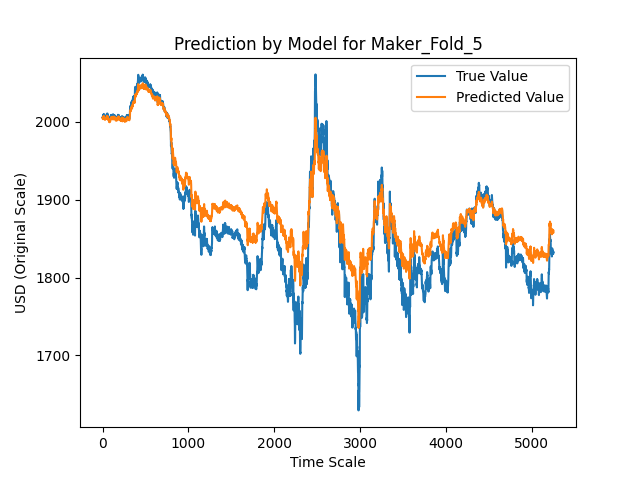 Prediction by Model for Maker_Fold_5
True Value
Predicted Value
USD (Original Scale)
2000
1900
1800
1700
0 1000 2000 3000 4000 5000
Time Scale